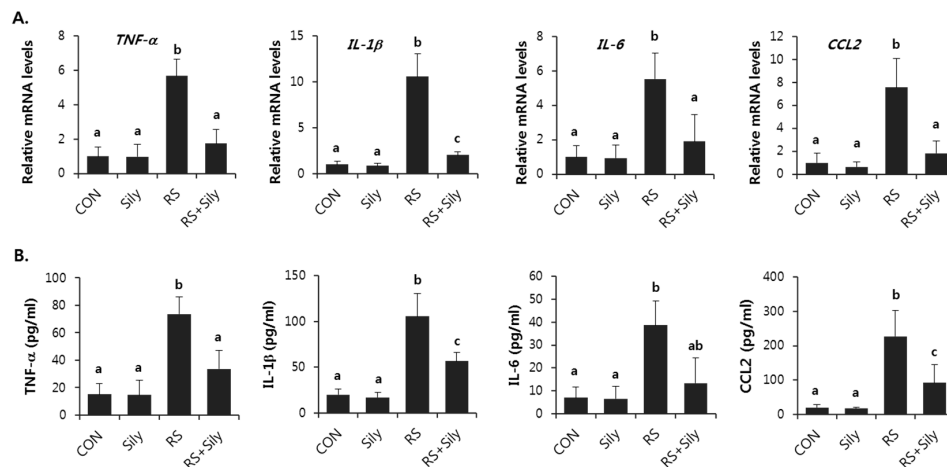 A.
TNF-α
Relative mRNA levels
8
6
4
2
0
a
a
b
a
CON
Sily
RS
RS+Sily
IL-1β
Relative mRNA levels
15
10
5
0
a
a
b
c
CON
Sily
RS
RS+Sily
IL-6
Relative mRNA levels
8
6
4
2
0
a
a
b
a
CON
Sily
RS
RS+Sily
CCL2
Relative mRNA levels
12
10
8
6
4
2
0
a
a
b
a
CON
Sily
RS
RS+Sily
B.
TNF-α (pg/ml)
100
80
60
40
20
0
a
a
b
a
CON
Sily
RS
RS+Sily
IL-1β (pg/ml)
150
100
50
0
a
a
b
c
CON
Sily
RS
RS+Sily
IL-6 (pg/ml)
60
50
40
30
20
10
0
a
a
b
ab
CON
Sily
RS
RS+Sily
CCL2 (pg/ml)
400
300
200
100
0
a
a
b
c
CON
Sily
RS
RS+Sily